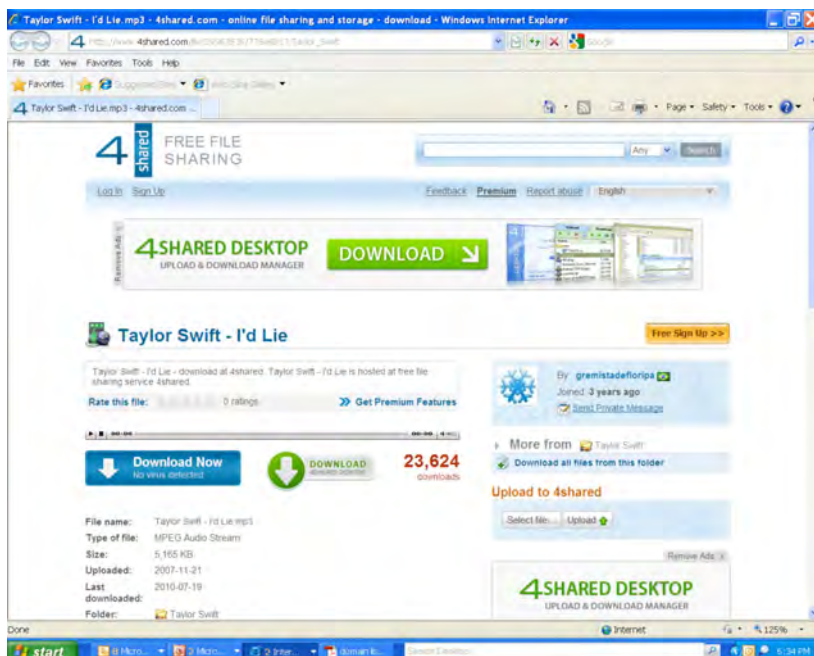 Taylor Swift - I'd Lie.mp3 - 4shared.com - online file sharing and storage - download - Windows Internet Explorer
4shared.com
Google
File Edit View Favorites Tools Help
Favorites
Taylor Swift - I'd Lie.mp3 - 4shared.com ...
Page Safety Tools
4 shared FREE FILE
SHARING
Any Search
Log In Sign Up
Feedback Premium Report abuse English
Remove Ads x
4SHARED DESKTOP
UPLOAD & DOWNLOAD MANAGER
DOWNLOAD
Taylor Swift - I'd Lie
Free Sign Up >>
Taylor Swift - I'd Lie - download at 4shared. Taylor Swift - I'd Lie is hosted at free file
sharing service 4shared.
Rate this file: 0 ratings >> Get Premium Features
Download Now
No virus detected
DOWNLOAD
23,624
downloads
By gremistadefloripa
Joined: 3 years ago
Send Private Message
More from Taylor Swift
Download all files from this folder
Upload to 4shared
Select file... Upload
File name: Taylor Swift - I'd Lie.mp3
Type of file: MPEG Audio Stream
Size: 5,165 KB
Uploaded: 2007-11-21
Last
downloaded: 2010-07-19
Folder: Taylor Swift
Remove Ads x
4SHARED DESKTOP
UPLOAD & DOWNLOAD MANAGER
Done Internet 125%
start
6:34 PM